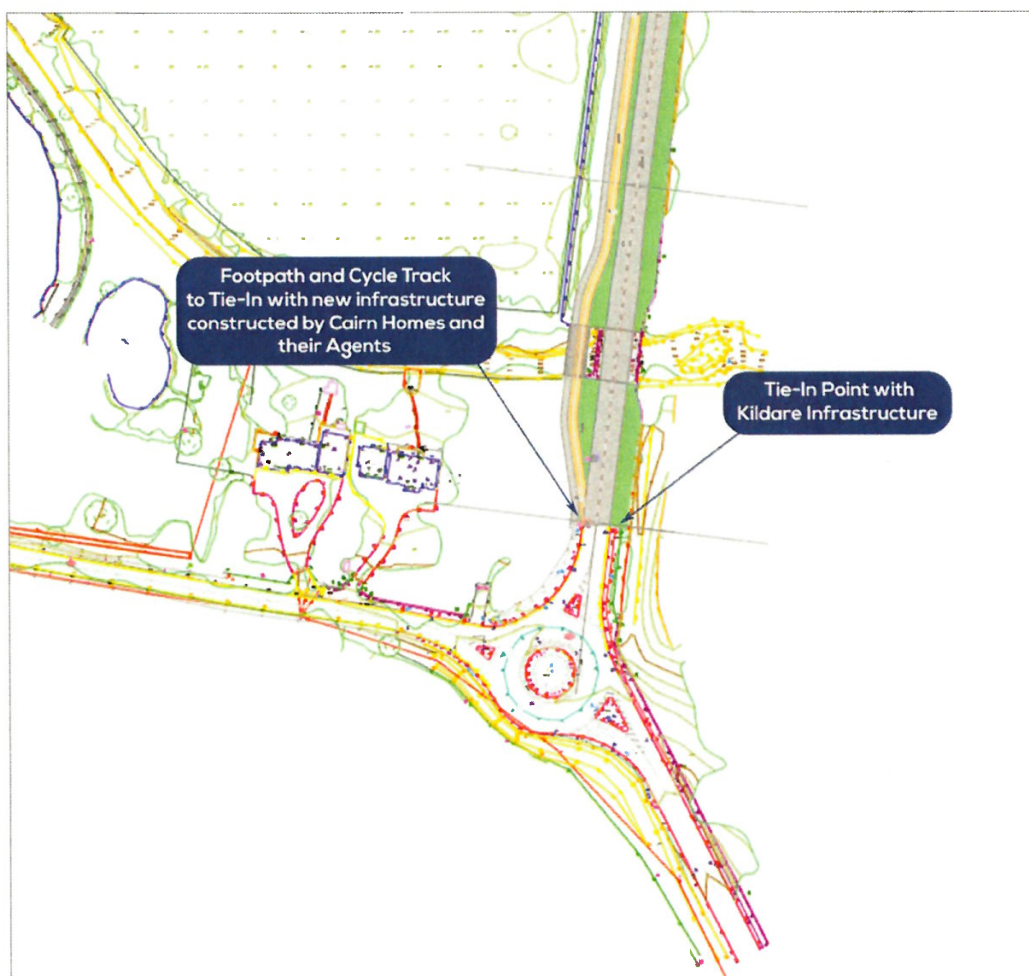 Footpath and Cycle Track
to Tie-In with new infrastructure
constructed by Cairn Homes and
their Agents
Tie-In Point with
Kildare Infrastructure